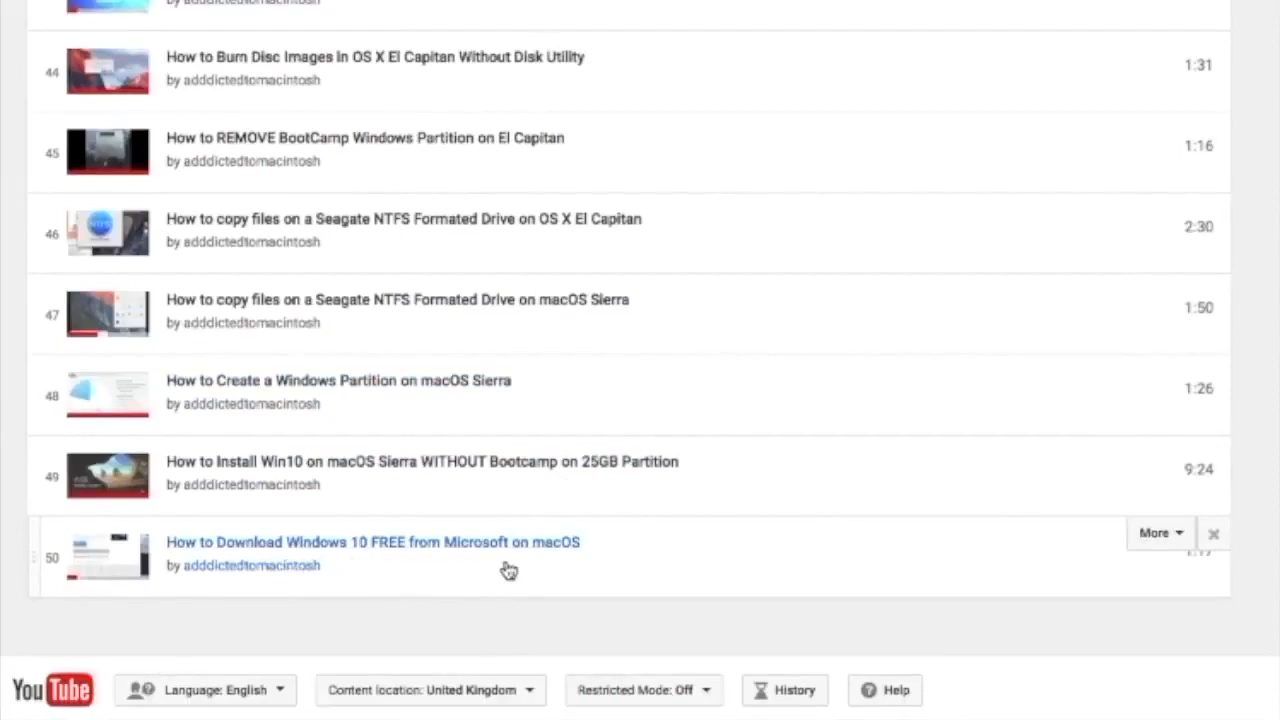 by adddictedtomacintosh
44
How to Burn Disc Images in OS X El Capitan Without Disk Utility
by adddictedtomacintosh
1:31
45
How to REMOVE BootCamp Windows Partition on El Capitan
by adddictedtomacintosh
1:16
46
How to copy files on a Seagate NTFS Formated Drive on OS X El Capitan
by adddictedtomacintosh
2:30
47
How to copy files on a Seagate NTFS Formated Drive on macOS Sierra
by adddictedtomacintosh
1:50
48
How to Create a Windows Partition on macOS Sierra
by adddictedtomacintosh
1:26
49
How to Install Win10 on macOS Sierra WITHOUT Bootcamp on 25GB Partition
by adddictedtomacintosh
9:24
50
How to Download Windows 10 FREE from Microsoft on macOS
by adddictedtomacintosh
More
YouTube
Language: English
Content location: United Kingdom
Restricted Mode: Off
History
Help